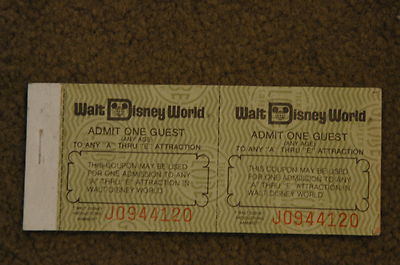 Walt Disney World
ADMIT ONE GUEST
(ANY AGE)
TO ANY "A" THRU "E" ATTRACTION
THIS COUPON MAY BE USED
FOR ONE ADMISSION TO ANY
"A" THRU "E" ATTRACTION IN
WALT DISNEY WORLD
J0944120
Walt Disney World
ADMIT ONE GUEST
(ANY AGE)
TO ANY "A" THRU "E" ATTRACTION
THIS COUPON MAY BE USED
FOR ONE ADMISSION TO ANY
"A" THRU "E" ATTRACTION IN
WALT DISNEY WORLD
J0944120